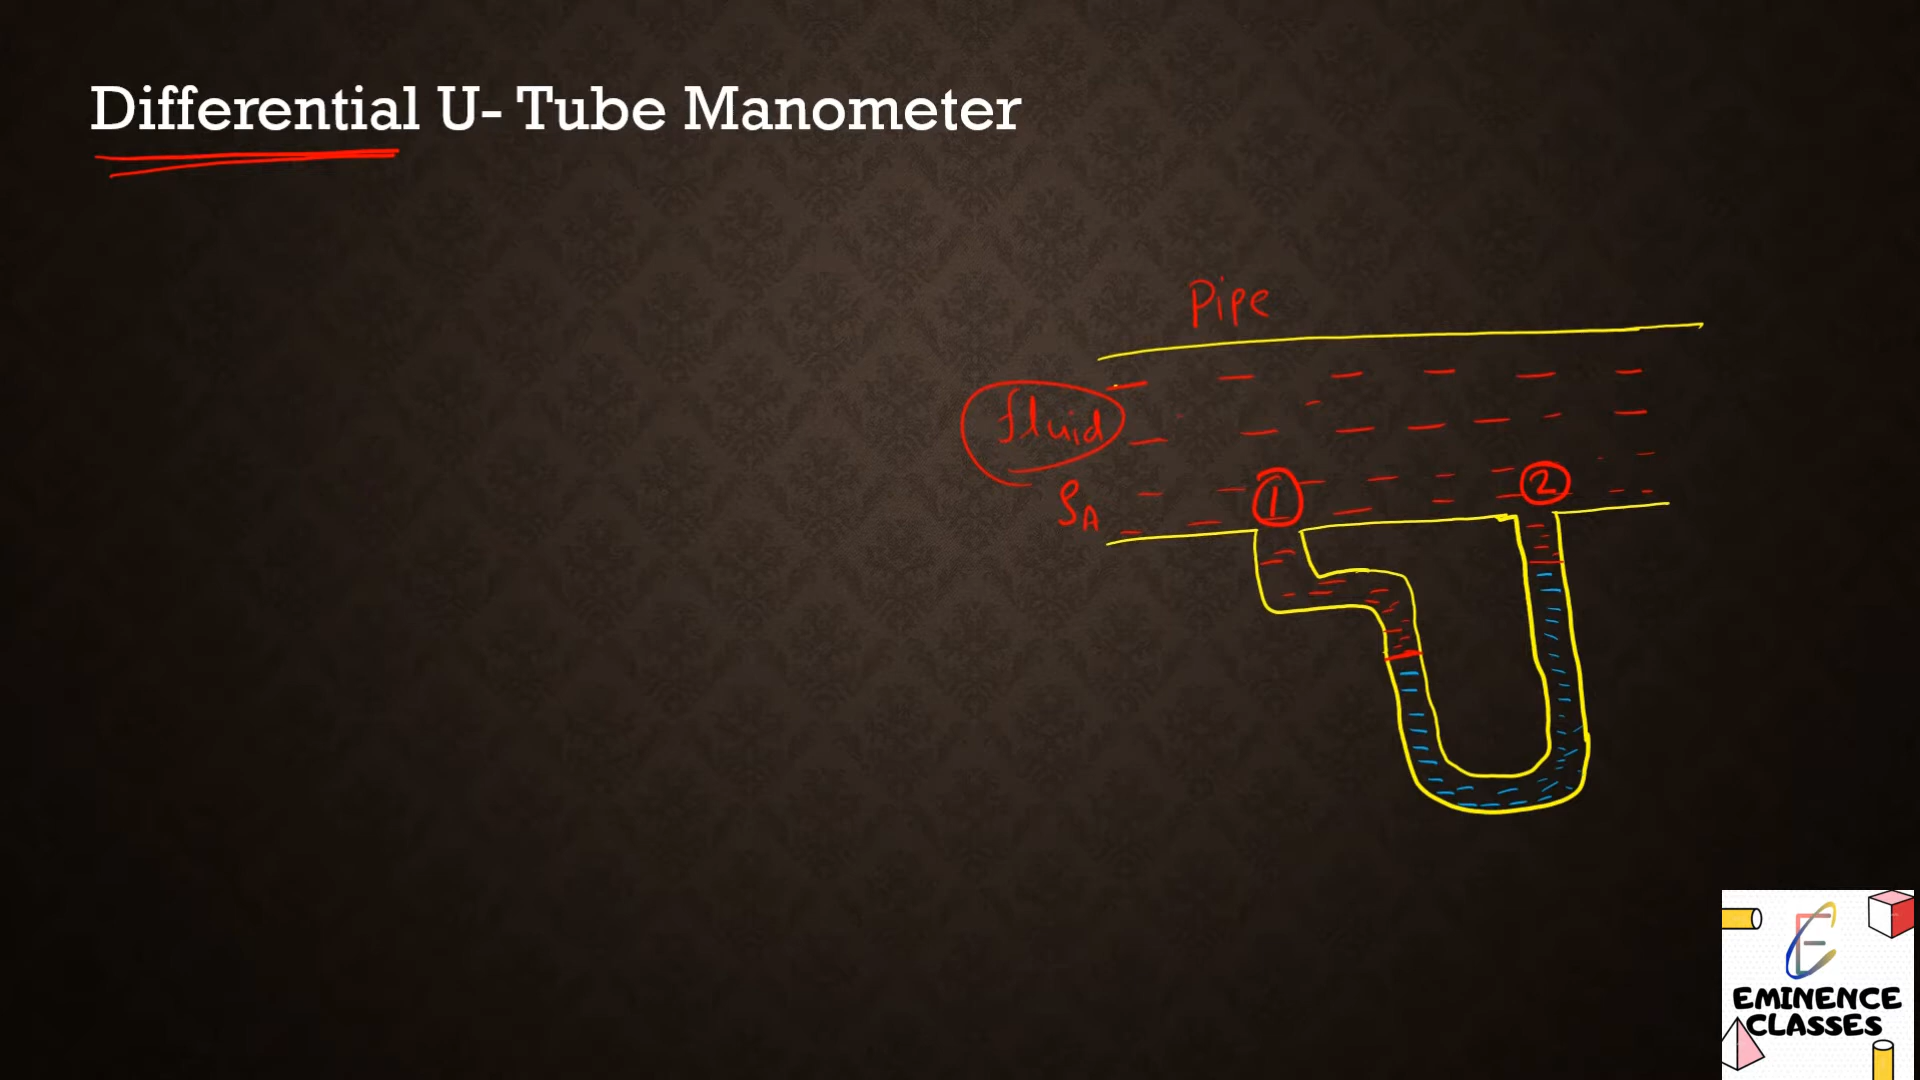 Differential U- Tube Manometer
Pipe
fluid
ρA
1
2
E
EMINENCE
CLASSES